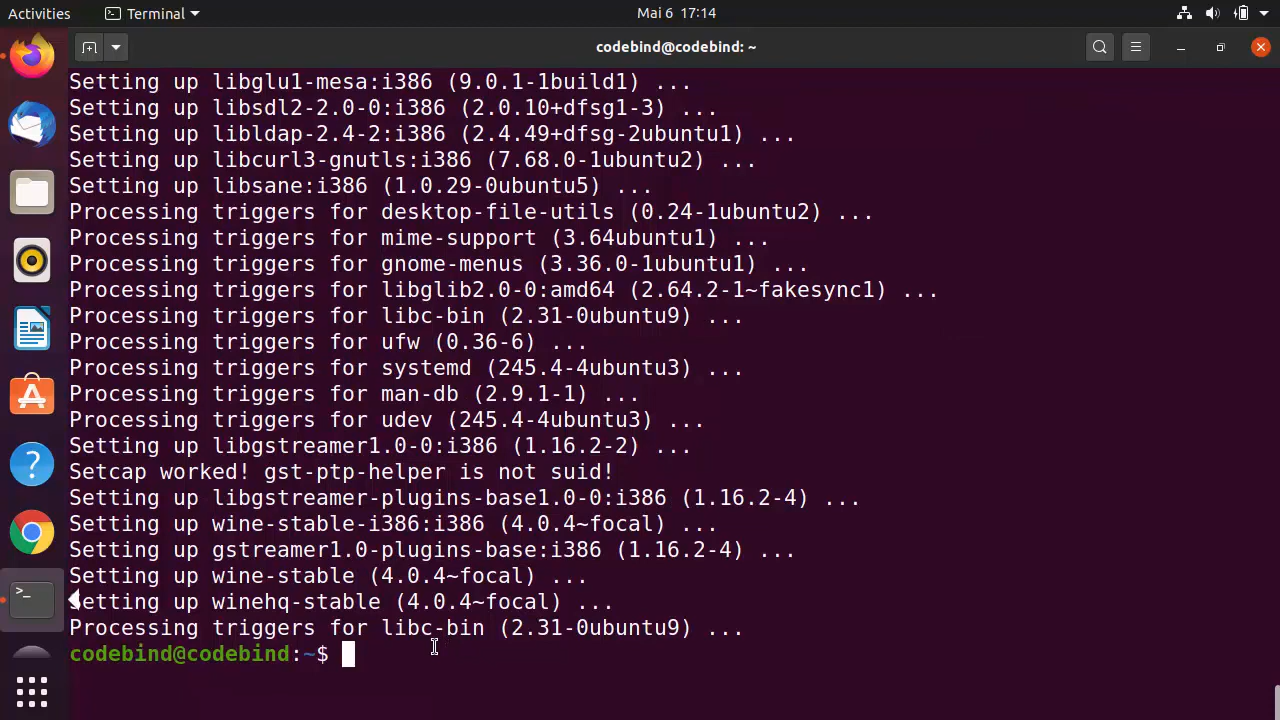 Activities
Terminal
Mai 6 17:14
codebind@codebind: ~
Setting up libglu1-mesa:i386 (9.0.1-1build1) ...
Setting up libsdl2-2.0-0:i386 (2.0.10+dfsg1-3) ...
Setting up libldap-2.4-2:i386 (2.4.49+dfsg-2ubuntu1) ...
Setting up libcurl3-gnutls:i386 (7.68.0-1ubuntu2) ...
Setting up libsane:i386 (1.0.29-0ubuntu5) ...
Processing triggers for desktop-file-utils (0.24-1ubuntu2) ...
Processing triggers for mime-support (3.64ubuntu1) ...
Processing triggers for gnome-menus (3.36.0-1ubuntu1) ...
Processing triggers for libglib2.0-0:amd64 (2.64.2-1~fakesync1) ...
Processing triggers for libc-bin (2.31-0ubuntu9) ...
Processing triggers for ufw (0.36-6) ...
Processing triggers for systemd (245.4-4ubuntu3) ...
Processing triggers for man-db (2.9.1-1) ...
Processing triggers for udev (245.4-4ubuntu3) ...
Setting up libgstreamer1.0-0:i386 (1.16.2-2) ...
Setcap worked! gst-ptp-helper is not suid!
Setting up libgstreamer-plugins-base1.0-0:i386 (1.16.2-4) ...
Setting up wine-stable-i386:i386 (4.0.4~focal) ...
Setting up gstreamer1.0-plugins-base:i386 (1.16.2-4) ...
Setting up wine-stable (4.0.4~focal) ...
Setting up winehq-stable (4.0.4~focal) ...
Processing triggers for libc-bin (2.31-0ubuntu9) ...
codebind@codebind:~$